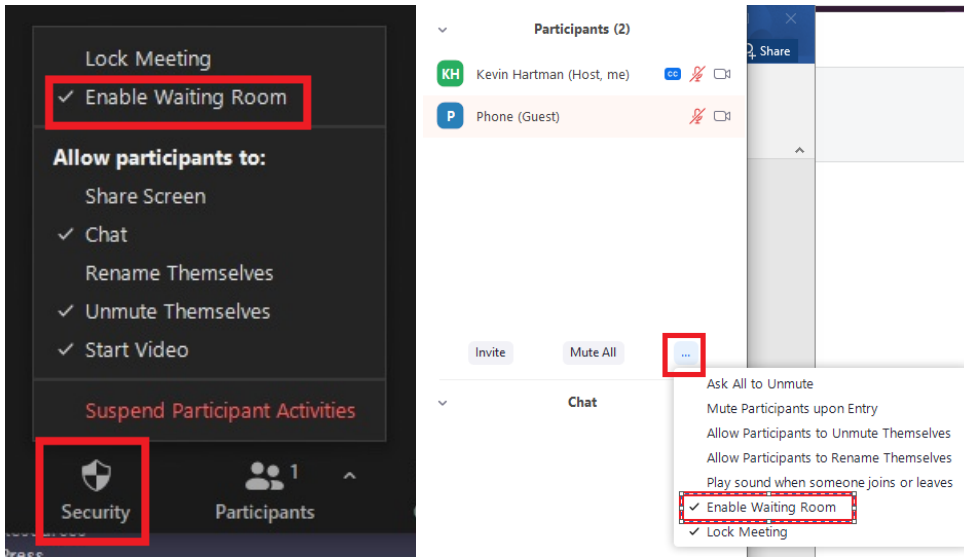 Lock Meeting
✓ Enable Waiting Room
Allow participants to:
Share Screen
✓ Chat
Rename Themselves
✓ Unmute Themselves
✓ Start Video
Suspend Participant Activities
1
Security
Participants
Press
Participants (2)
KH Kevin Hartman (Host, me) CC
P Phone (Guest)
Invite Mute All ...
Chat
Share
Ask All to Unmute
Mute Participants upon Entry
Allow Participants to Unmute Themselves
Allow Participants to Rename Themselves
Play sound when someone joins or leaves
✓ Enable Waiting Room
✓ Lock Meeting